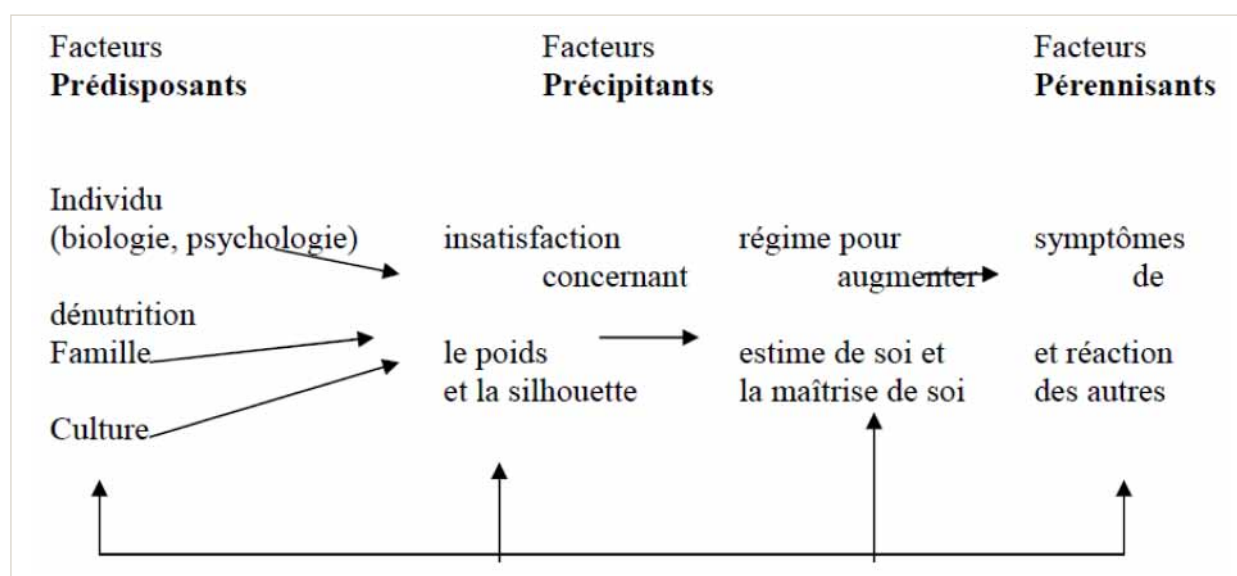 Facteurs Facteurs Facteurs
Prédisposants Précipitants Pérennisants
Individu
(biologie, psychologie) insatisfaction régime pour symptômes
concernant augmenter de
dénutrition
Famille le poids estime de soi et et réaction
et la silhouette la maîtrise de soi des autres
Culture